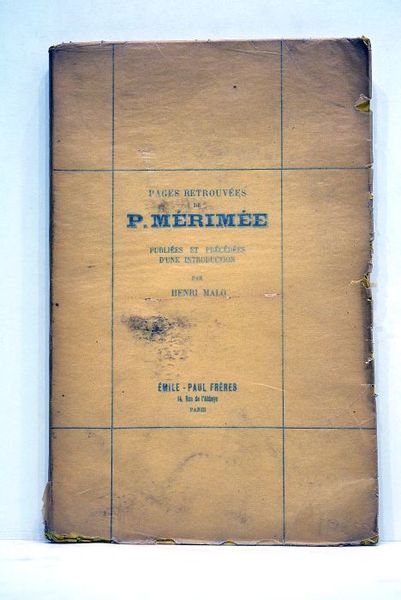 PAGES RETROUVÉES
DE
P. MÉRIMÉE
PUBLIÉES ET PRÉCÉDÉES
D'UNE INTRODUCTION
PAR
HENRI MALO
ÉMILE - PAUL FRÈRES
14, Rue de l'Abbaye
PARIS